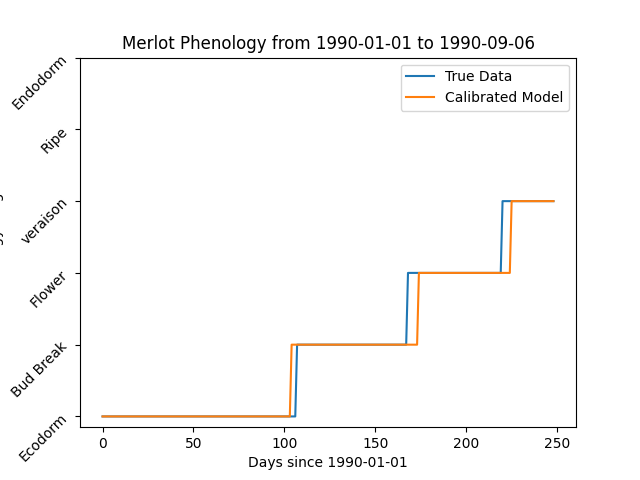 Merlot Phenology from 1990-01-01 to 1990-09-06
True Data
Calibrated Model
Endodorm
Ripe
veraison
Flower
Bud Break
Ecodorm
0 50 100 150 200 250
Days since 1990-01-01